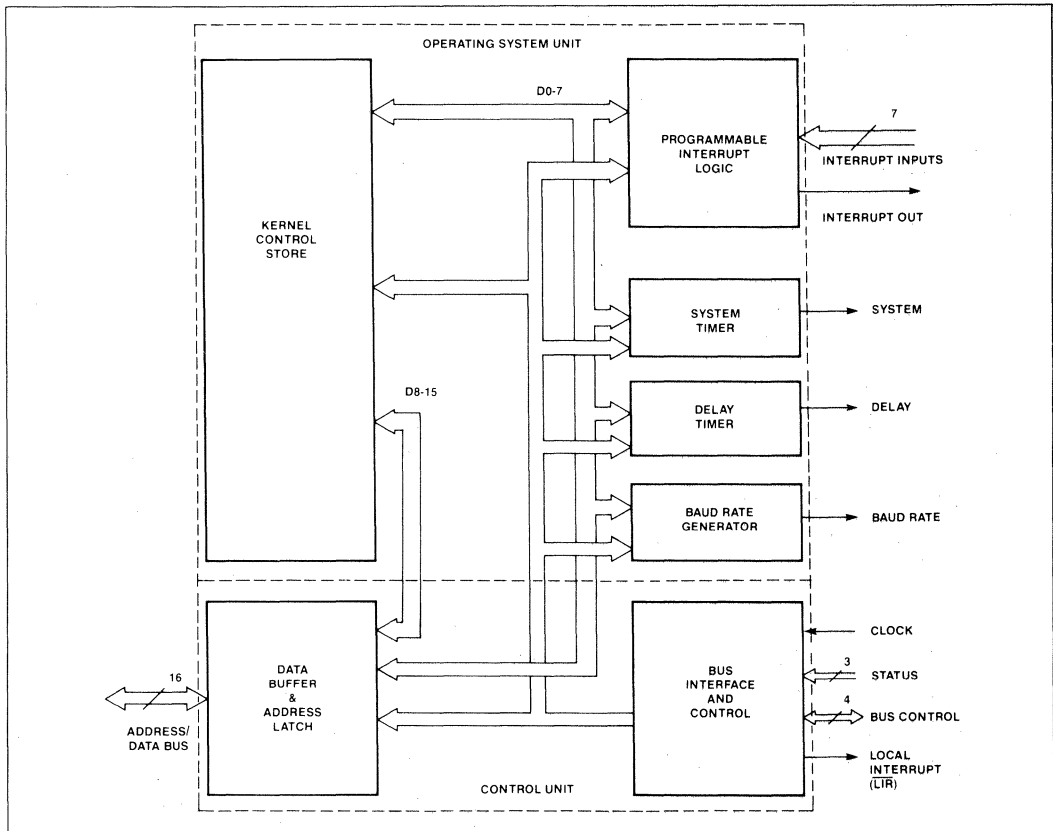 OPERATING SYSTEM UNIT
D0-7
7
KERNEL
CONTROL
STORE
PROGRAMMABLE
INTERRUPT
LOGIC
INTERRUPT INPUTS
INTERRUPT OUT
SYSTEM
TIMER
SYSTEM
D8-15
DELAY
TIMER
DELAY
BAUD RATE
GENERATOR
BAUD RATE
16
ADDRESS/
DATA BUS
DATA
BUFFER
&
ADDRESS
LATCH
BUS
INTERFACE
AND
CONTROL
CLOCK
3
STATUS
4
BUS CONTROL
LOCAL
INTERRUPT
(LIR)
CONTROL UNIT